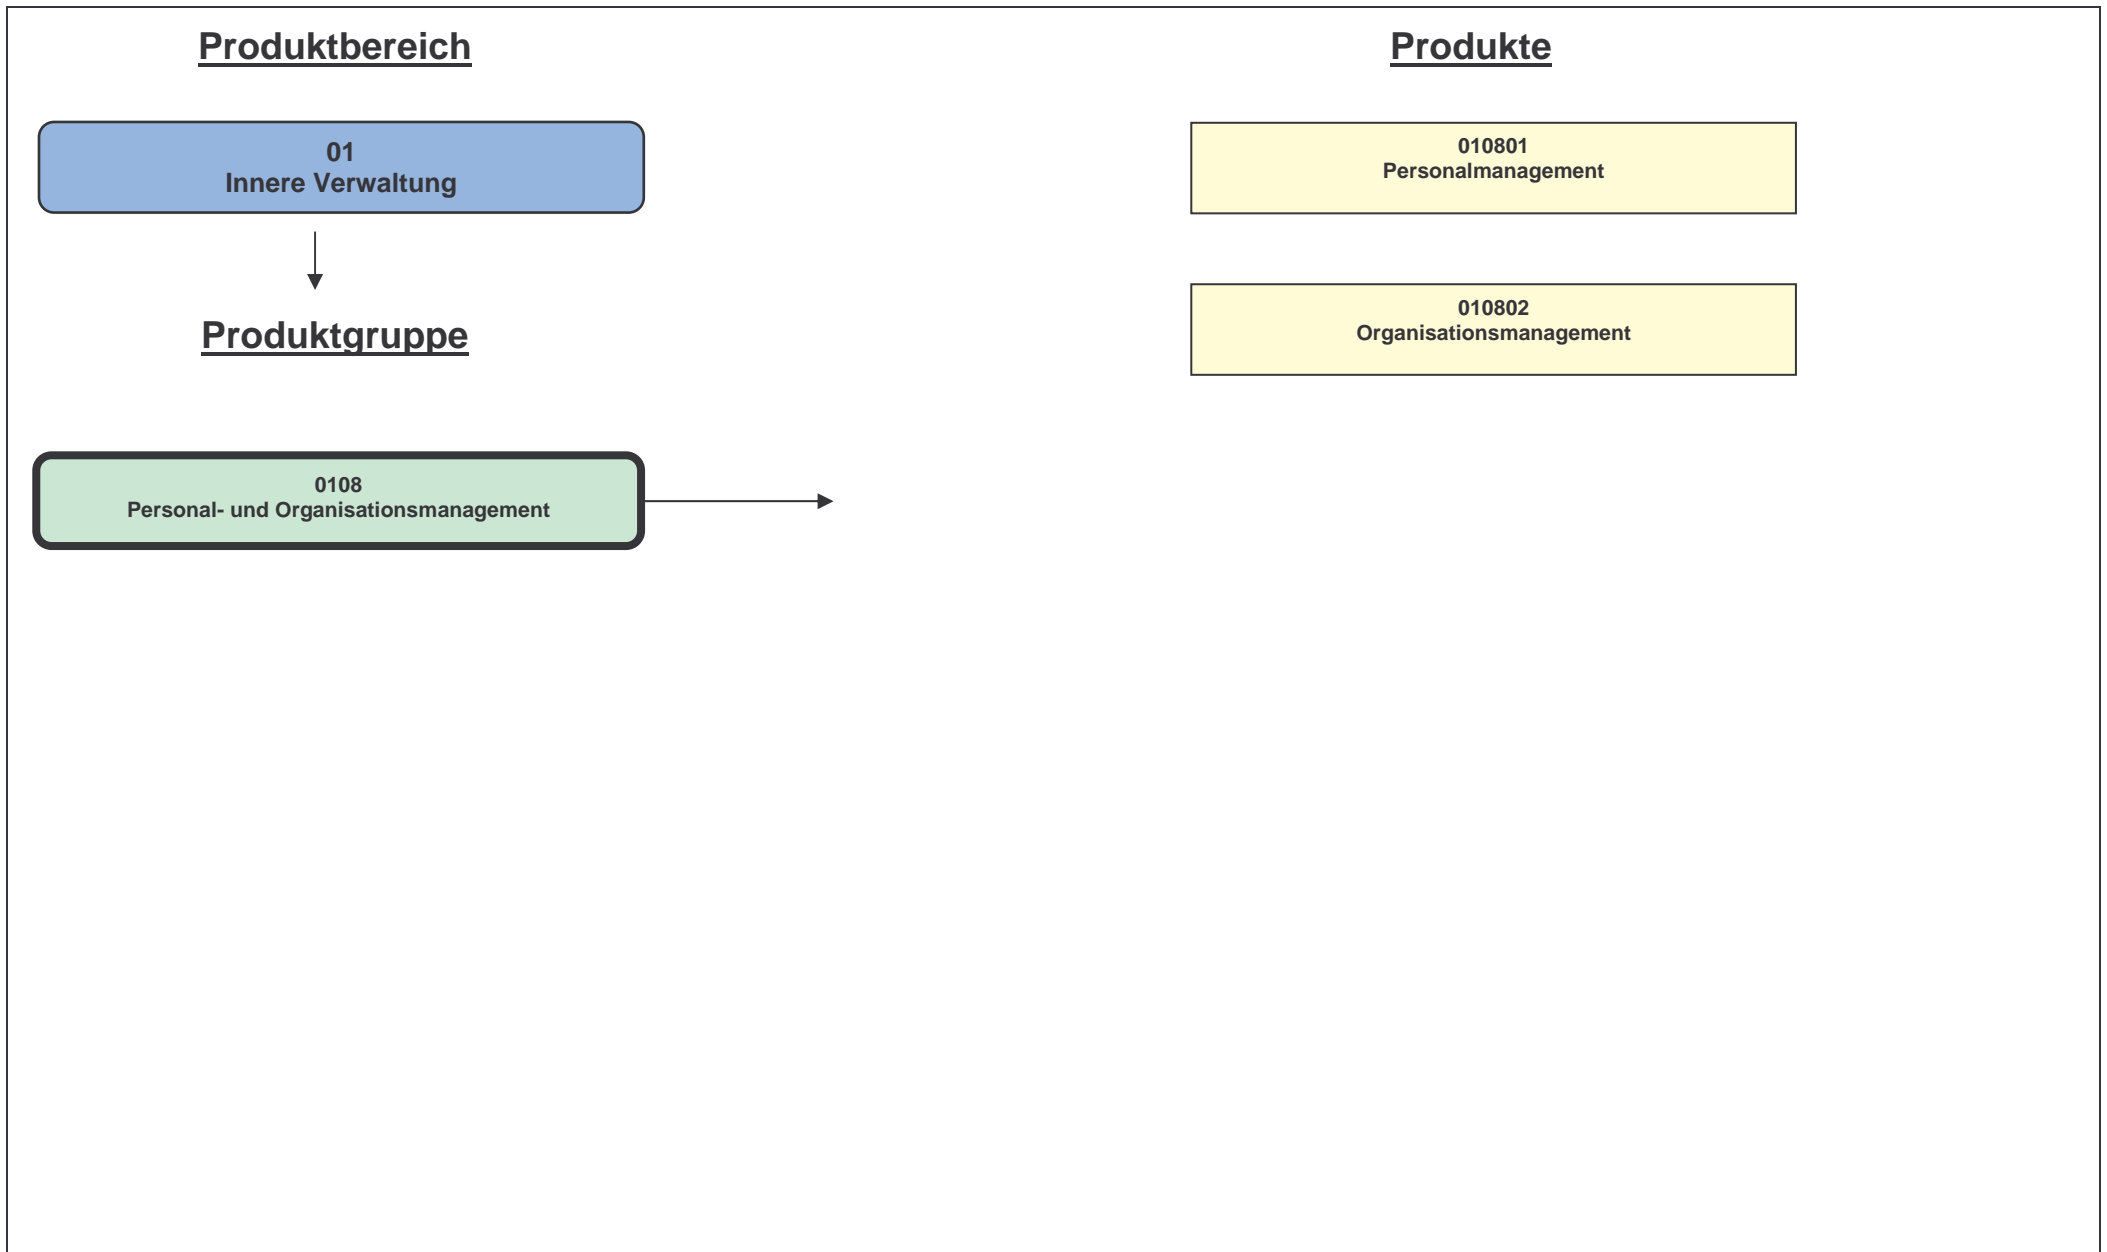 Produktbereich
01
Innere Verwaltung
Produktgruppe
0108
Personal- und Organisationsmanagement
Produkte
010801
Personalmanagement
010802
Organisationsmanagement